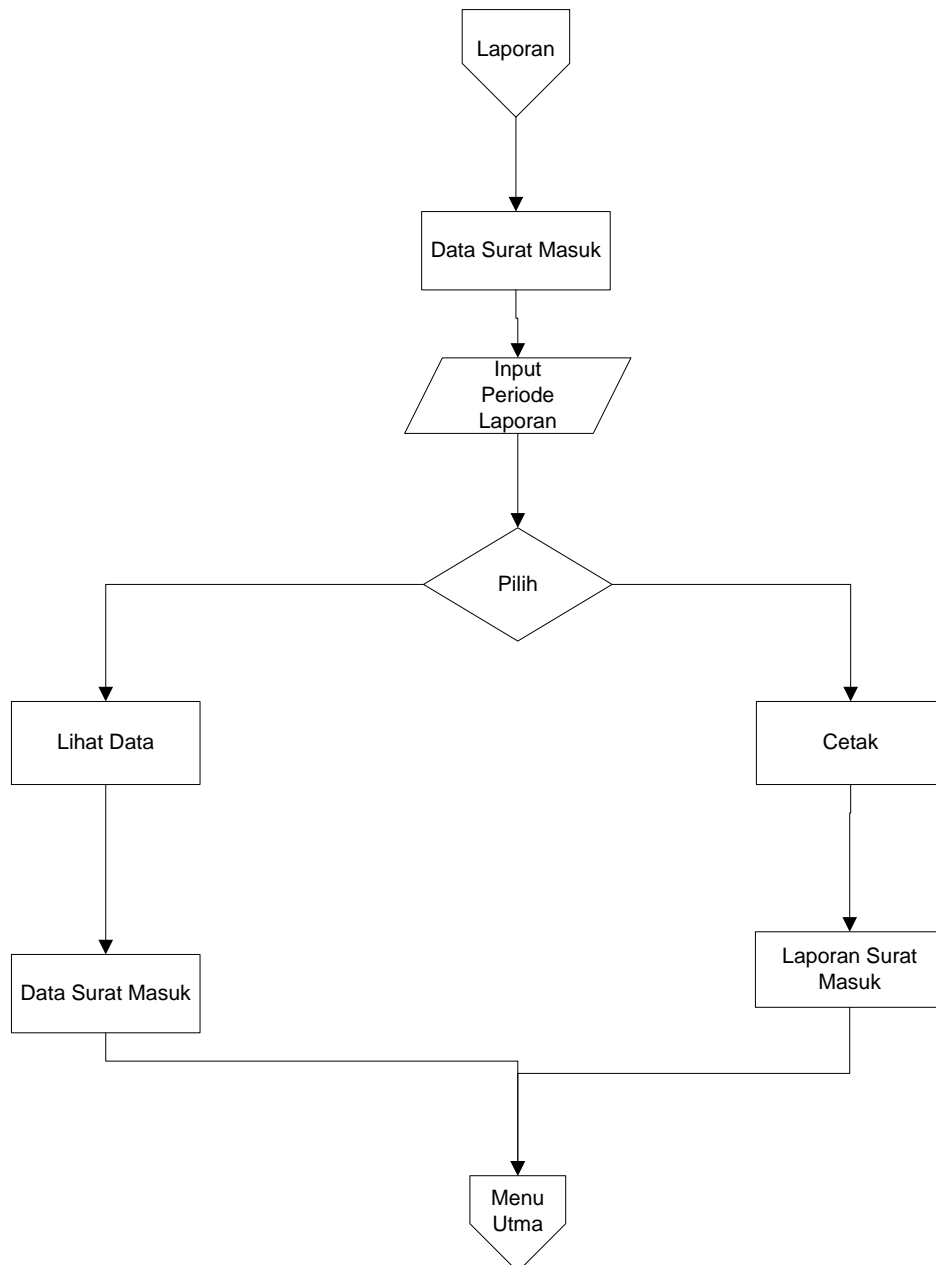 Laporan
Data Surat Masuk
Input
Periode
Laporan
Pilih
Lihat Data
Cetak
Data Surat Masuk
Laporan Surat
Masuk
Menu
Utma